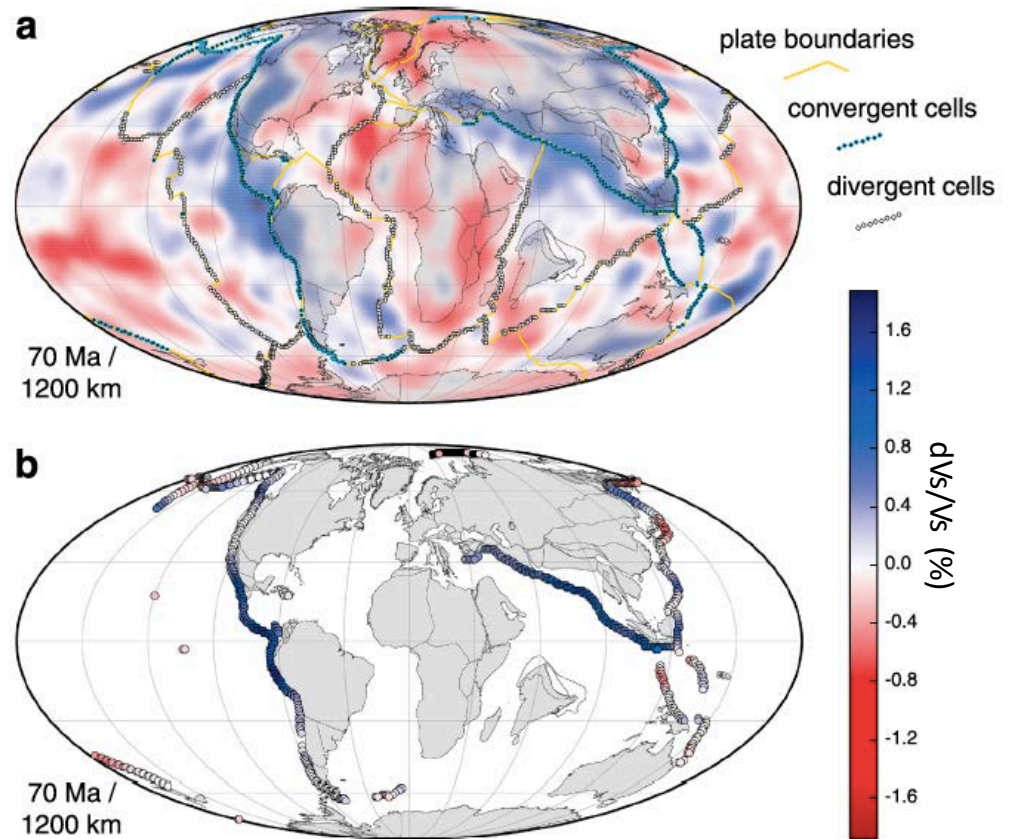 a
plate boundaries
convergent cells
divergent cells
70 Ma /
1200 km
b
70 Ma /
1200 km
1.6
1.2
0.8
0.4
0.0
-0.4
-0.8
-1.2
-1.6
dVs/Vs (%)